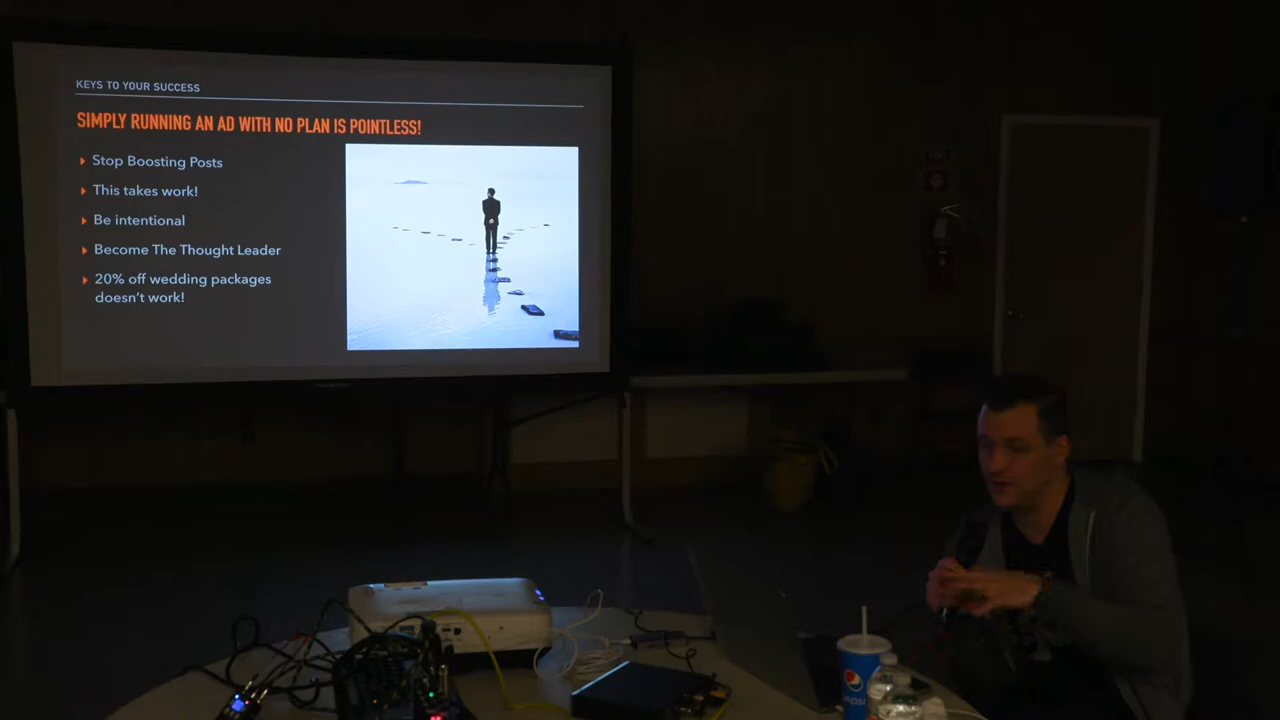 KEYS TO YOUR SUCCESS
SIMPLY RUNNING AN AD WITH NO PLAN IS POINTLESS!
Stop Boosting Posts
This takes work!
Be intentional
Become The Thought Leader
20% off wedding packages
doesn't work!
pepsi